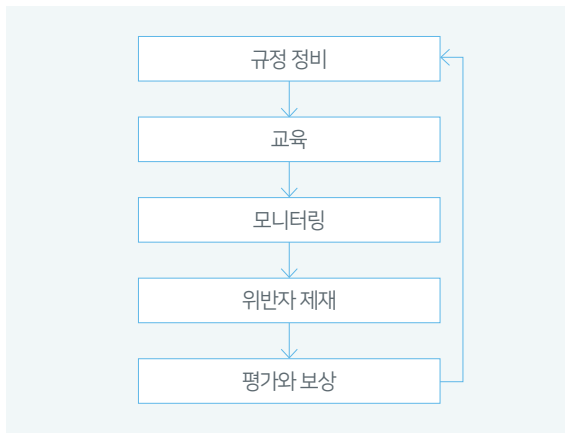 규정 정비
교육
모니터링
위반자 제재
평가와 보상